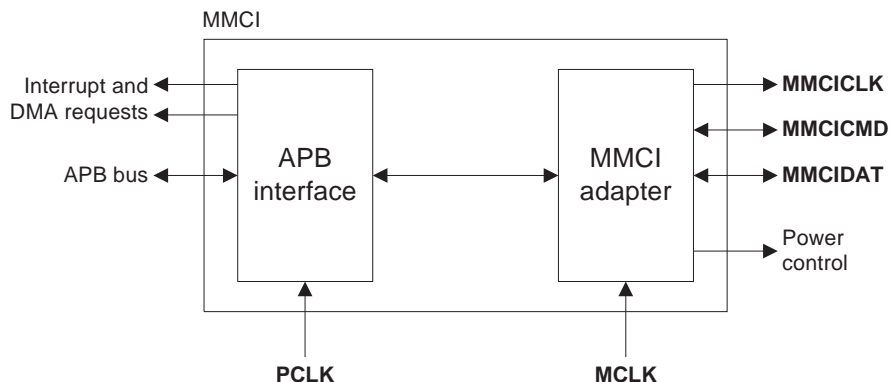 MMCI
Interrupt and
DMA requests
APB bus
APB
interface
MMCI
adapter
MMCICLK
MMCICMD
MMCIDAT
Power
control
PCLK
MCLK